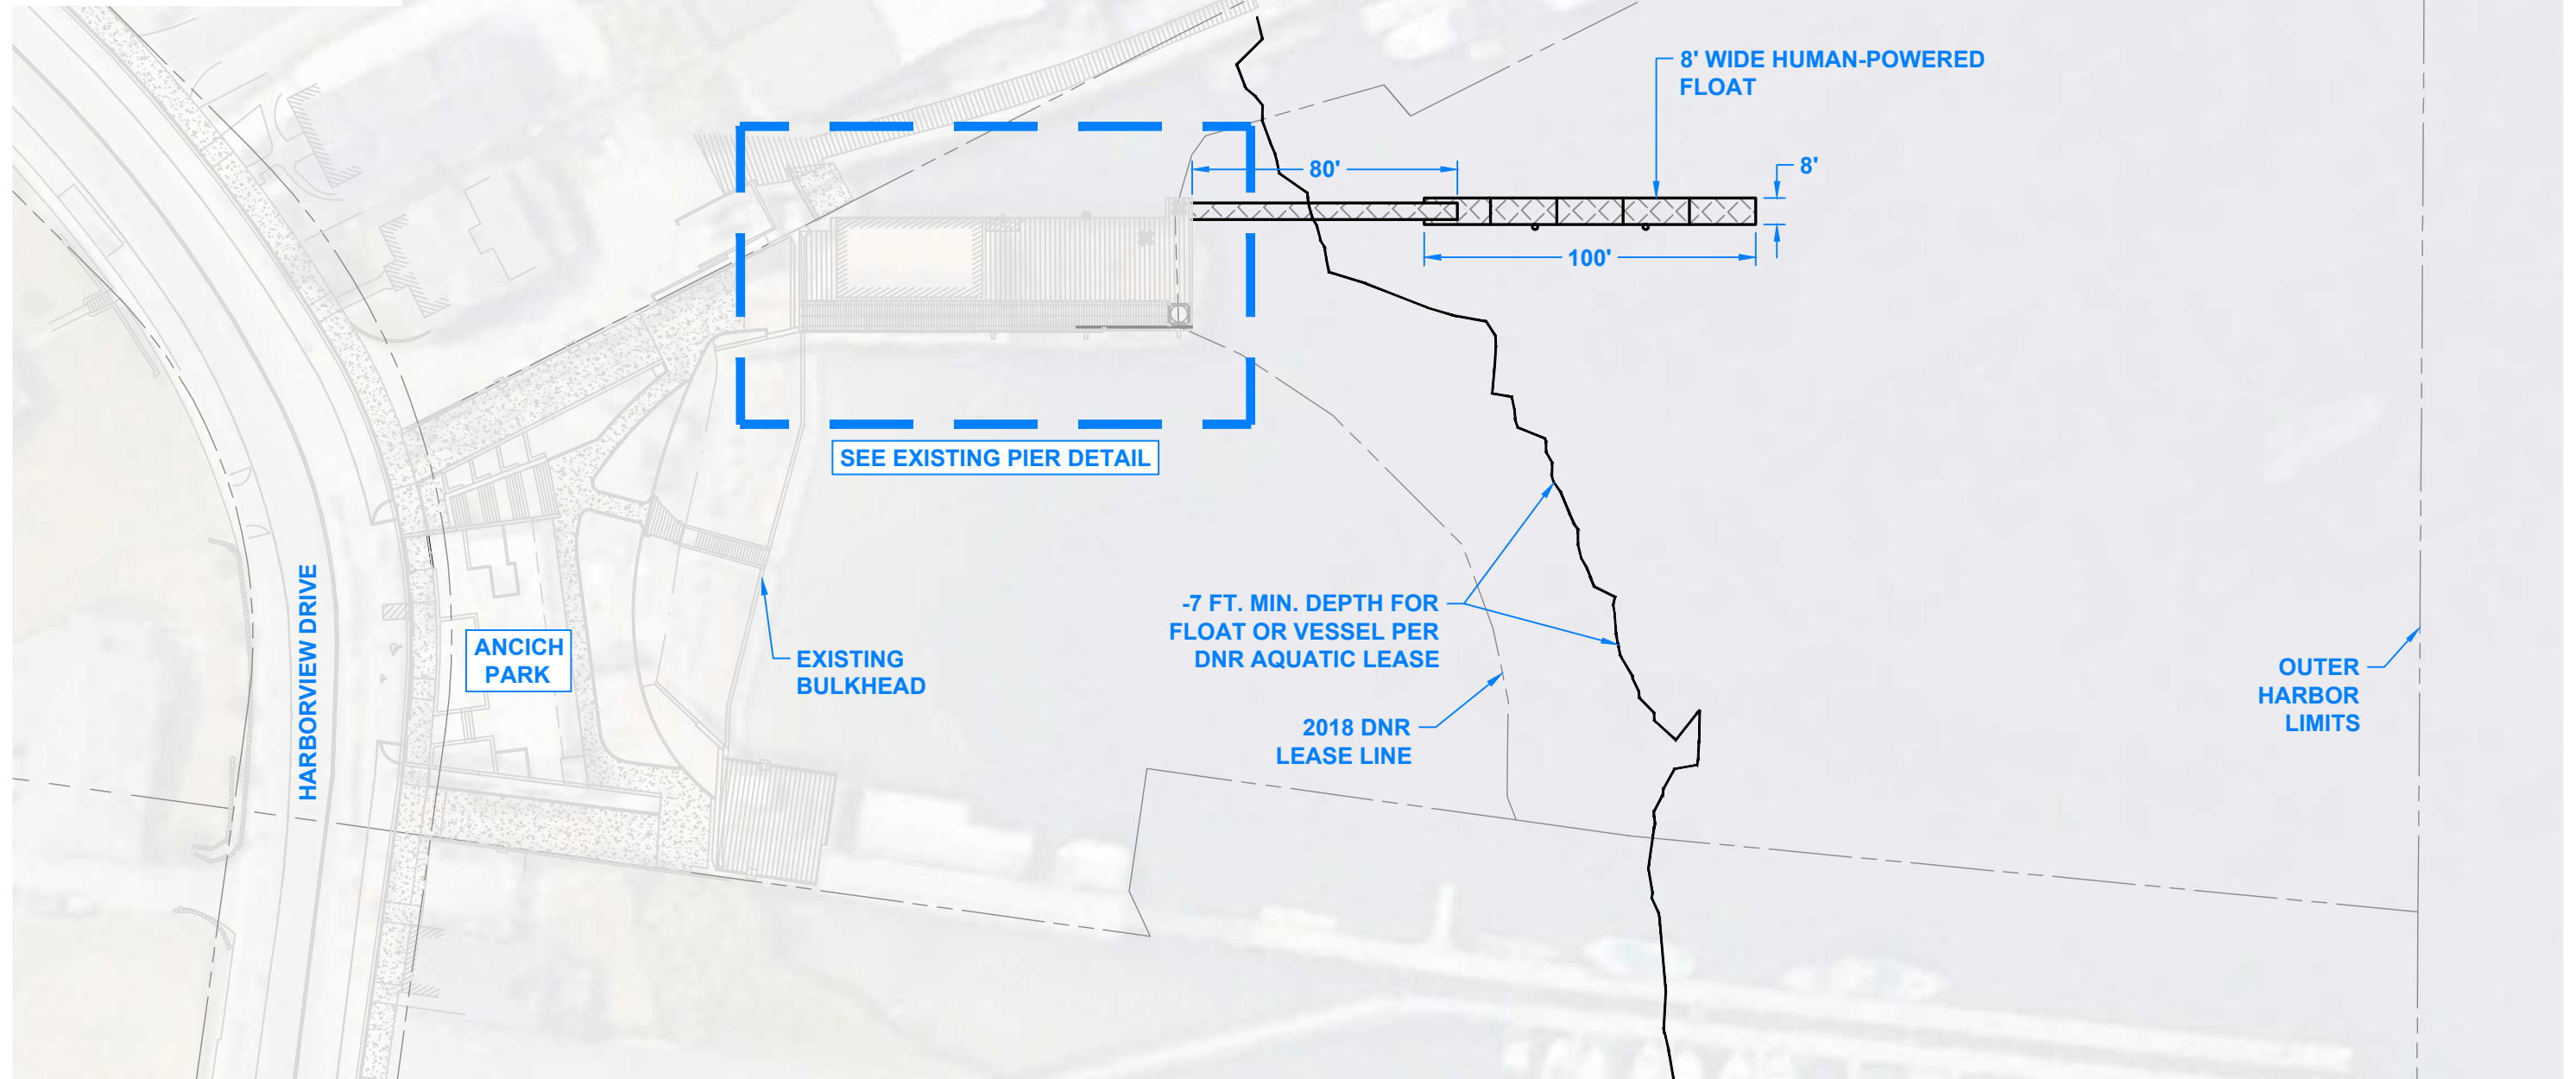 8' WIDE HUMAN-POWERED
FLOAT
80'
8'
100'
SEE EXISTING PIER DETAIL
-7 FT. MIN. DEPTH FOR
FLOAT OR VESSEL PER
DNR AQUATIC LEASE
HARBORVIEW DRIVE
ANCICH
PARK
EXISTING
BULKHEAD
2018 DNR
LEASE LINE
OUTER
HARBOR
LIMITS